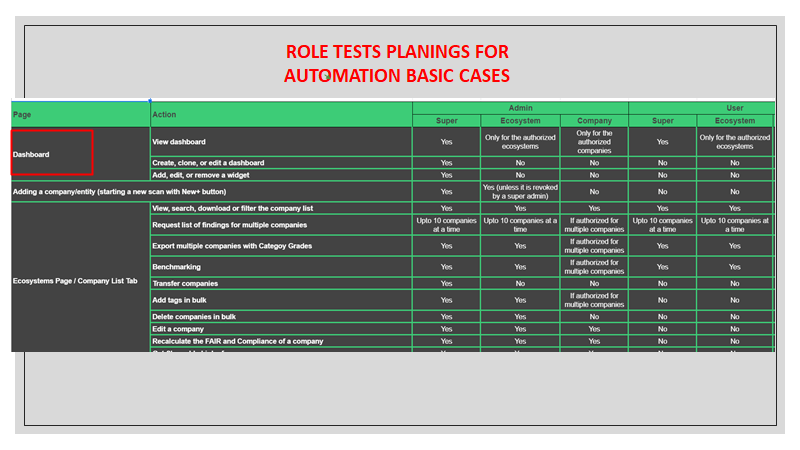 ROLE TESTS PLANINGS FOR
AUTOMATION BASIC CASES
Page Action Admin User
Super Ecosystem Company Super Ecosystem
Dashboard
View dashboard Yes Only for the authorized ecosystems Only for the authorized companies Yes Only for the authorized ecosystems
Create, clone, or edit a dashboard Yes No No No No
Add, edit, or remove a widget Yes No No No No
Adding a company/entity (starting a new scan with New+ button) Yes Yes (unless it is revoked by a super admin) No No No
Ecosystems Page / Company List Tab
View, search, download or filter the company list Yes Yes Yes Yes Yes
Request list of findings for multiple companies Upto 10 companies at a time Upto 10 companies at a time If authorized for multiple companies Upto 10 companies at a time Upto 10 companies at a time
Export multiple companies with Categoy Grades Yes Yes If authorized for multiple companies Yes Yes
Benchmarking Yes Yes If authorized for multiple companies Yes Yes
Transfer companies Yes No No No No
Add tags in bulk Yes Yes If authorized for multiple companies No No
Delete companies in bulk Yes Yes No No No
Edit a company Yes Yes Yes No No
Recalculate the FAIR and Compliance of a company Yes Yes Yes No No